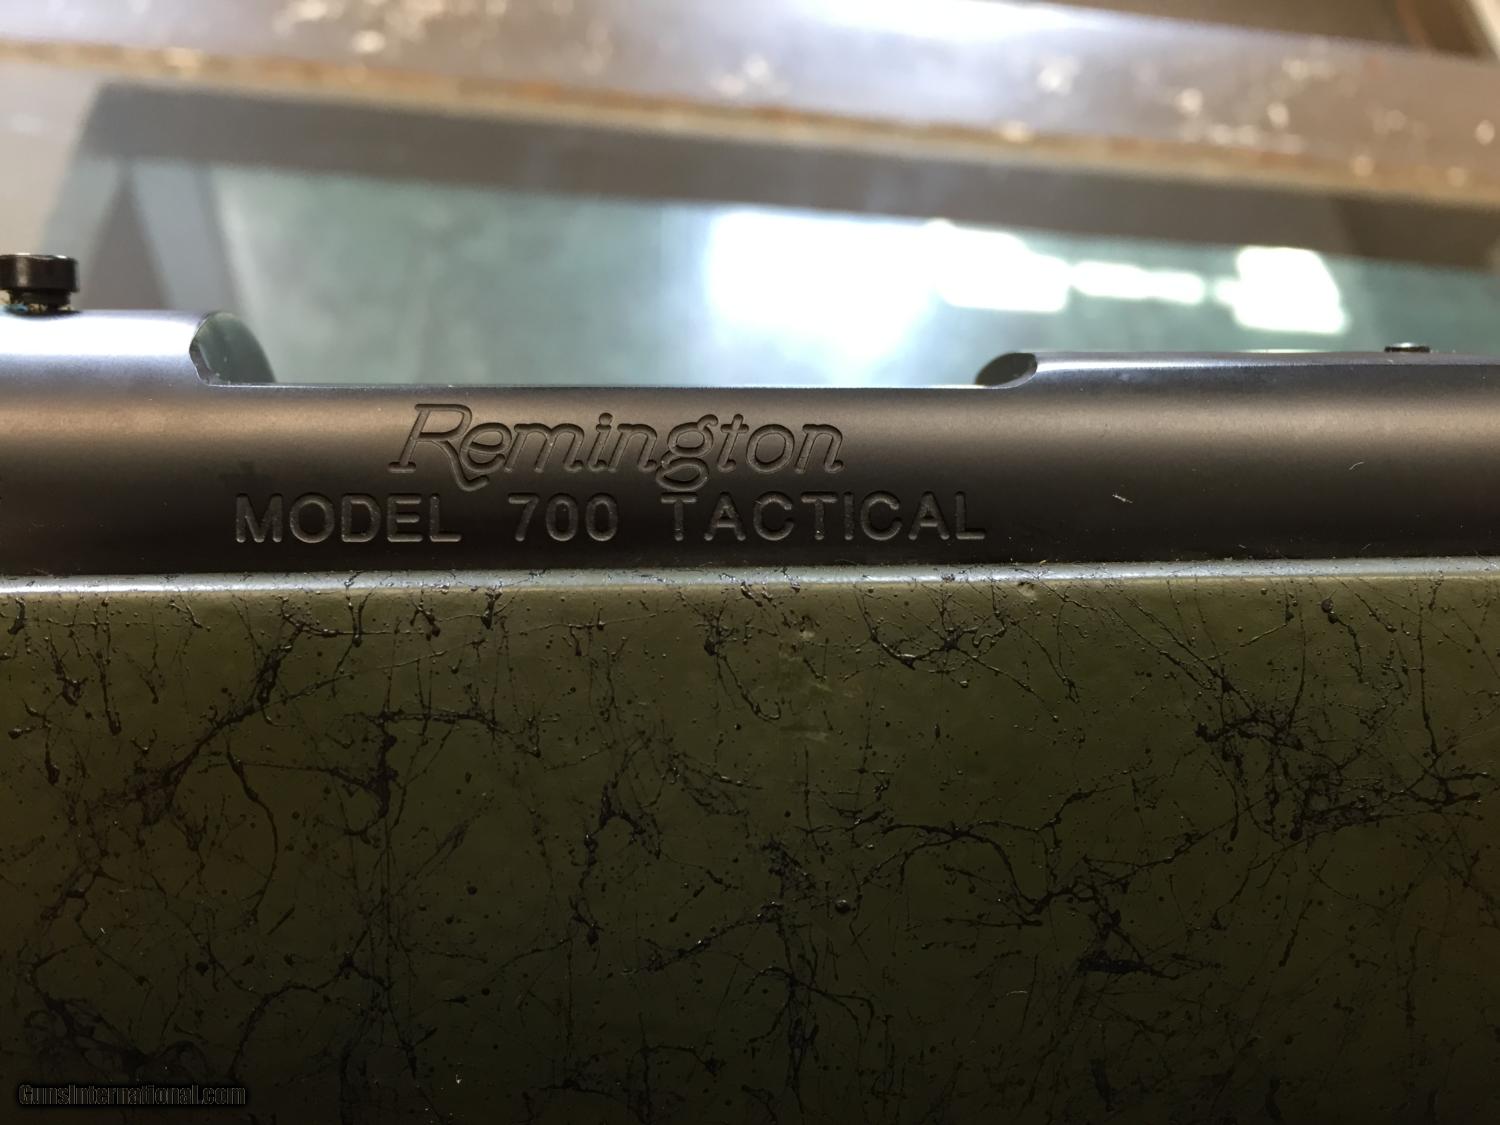 Remington
MODEL 700 TACTICAL
GunsInternational.com